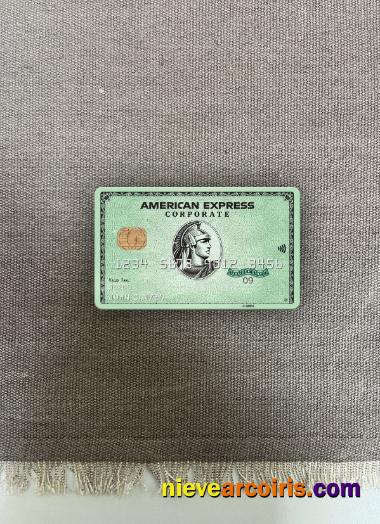 AMERICAN EXPRESS
CORPORATE
1234 5678 9012 3456
09
nievearcoiris.com